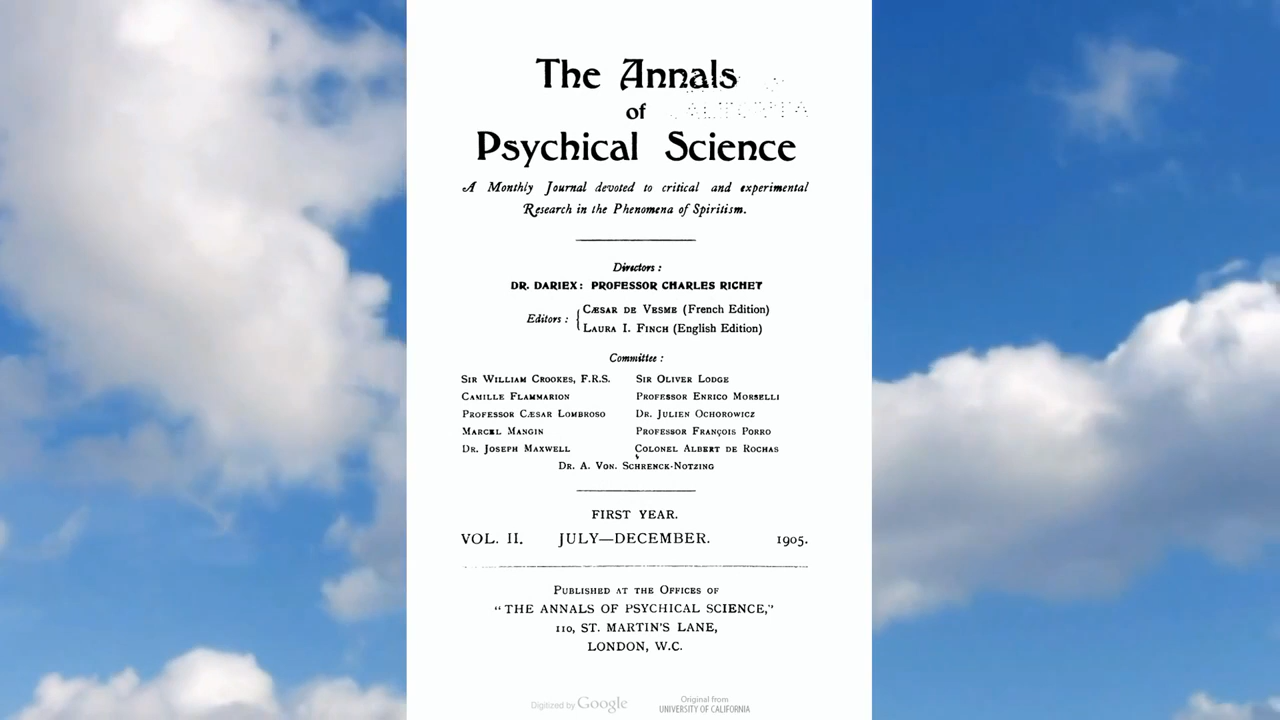 The Annals
of
Psychical Science
A Monthly Journal devoted to critical and experimental
Research in the Phenomena of Spiritism.
Directors :
DR. DARIEX: PROFESSOR CHARLES RICHET
Editors : { CÆSAR DE VESME (French Edition)
LAURA I. FINCH (English Edition)
Committee :
SIR WILLIAM CROOKES, F.R.S. SIR OLIVER LODGE
CAMILLE FLAMMARION PROFESSOR ENRICO MORSELLI
PROFESSOR CÆSAR LOMBROSO DR. JULIEN OCHOROWICZ
MARCEL MANGIN PROFESSOR FRANÇOIS PORRO
DR. JOSEPH MAXWELL COLONEL ALBERT DE ROCHAS
DR. A. VON. SCHRENCK-NOTZING
FIRST YEAR.
VOL. II. JULY—DECEMBER. 1905.
PUBLISHED AT THE OFFICES OF
"THE ANNALS OF PSYCHICAL SCIENCE,"
110, ST. MARTIN'S LANE,
LONDON, W.C.
Digitized by Google
Original from
UNIVERSITY OF CALIFORNIA